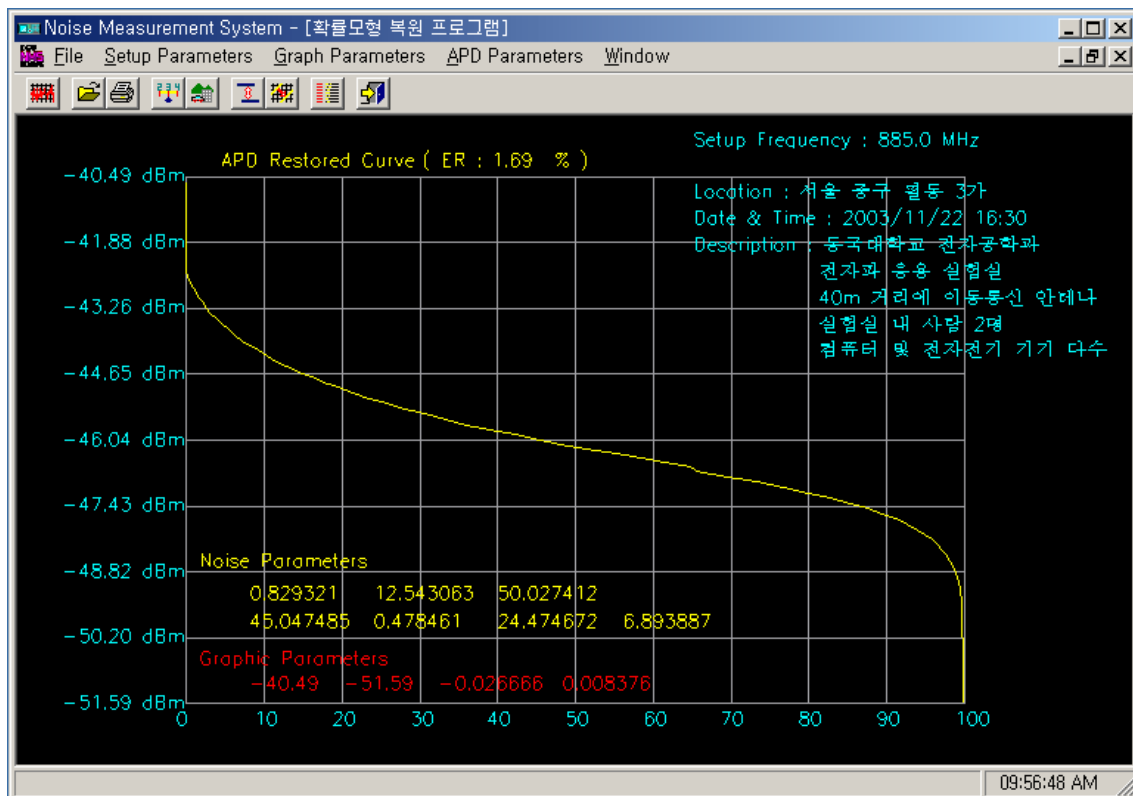 Noise Measurement System - [확률모형 복원 프로그램]
File Setup Parameters Graph Parameters APD Parameters Window
Setup Frequency : 885.0 MHz
APD Restored Curve ( ER : 1.69 % )
-40.49 dBm
Location : 서울 중구 필동 3가
Date & Time : 2003/11/22 16:30
-41.88 dBm
Description : 동국대학교 전자공학과
전자파 응용 실험실
40m 거리에 이동통신 안테나
-43.26 dBm
실험실 내 사람 2명
컴퓨터 및 전자전기 기기 다수
-44.65 dBm
-46.04 dBm
-47.43 dBm
Noise Parameters
-48.82 dBm
0.829321 12.543063 50.027412
45.047485 0.478461 24.474672 6.893887
-50.20 dBm
Graphic Parameters
-40.49 -51.59 -0.026666 0.008376
-51.59 dBm
0 10 20 30 40 50 60 70 80 90 100
09:56:48 AM